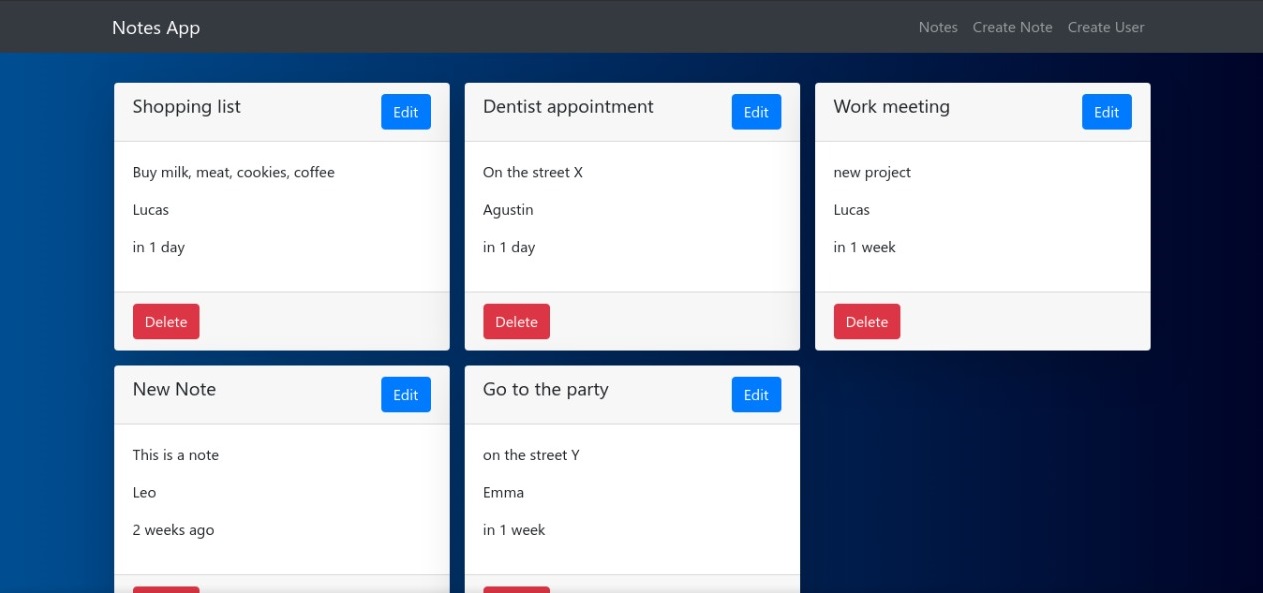 Notes App
Notes Create Note Create User
Shopping list
Edit
Buy milk, meat, cookies, coffee
Lucas
in 1 day
Delete
Dentist appointment
Edit
On the street X
Agustin
in 1 day
Delete
Work meeting
Edit
new project
Lucas
in 1 week
Delete
New Note
Edit
This is a note
Leo
2 weeks ago
Go to the party
Edit
on the street Y
Emma
in 1 week